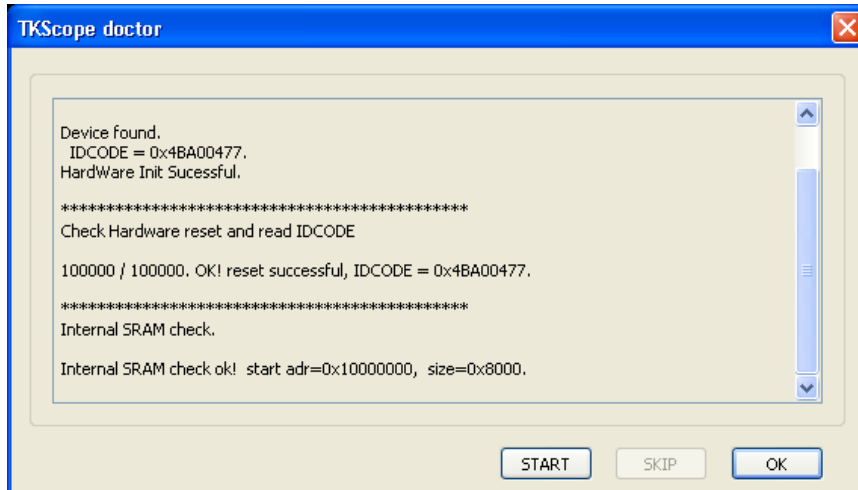 TKScope doctor
Device found.
IDCODE = 0x4BA00477.
HardWare Init Sucessful.
********************************************
Check Hardware reset and read IDCODE
100000 / 100000. OK! reset successful, IDCODE = 0x4BA00477.
********************************************
Internal SRAM check.
Internal SRAM check ok!  start adr=0x10000000,  size=0x8000.
START
SKIP
OK